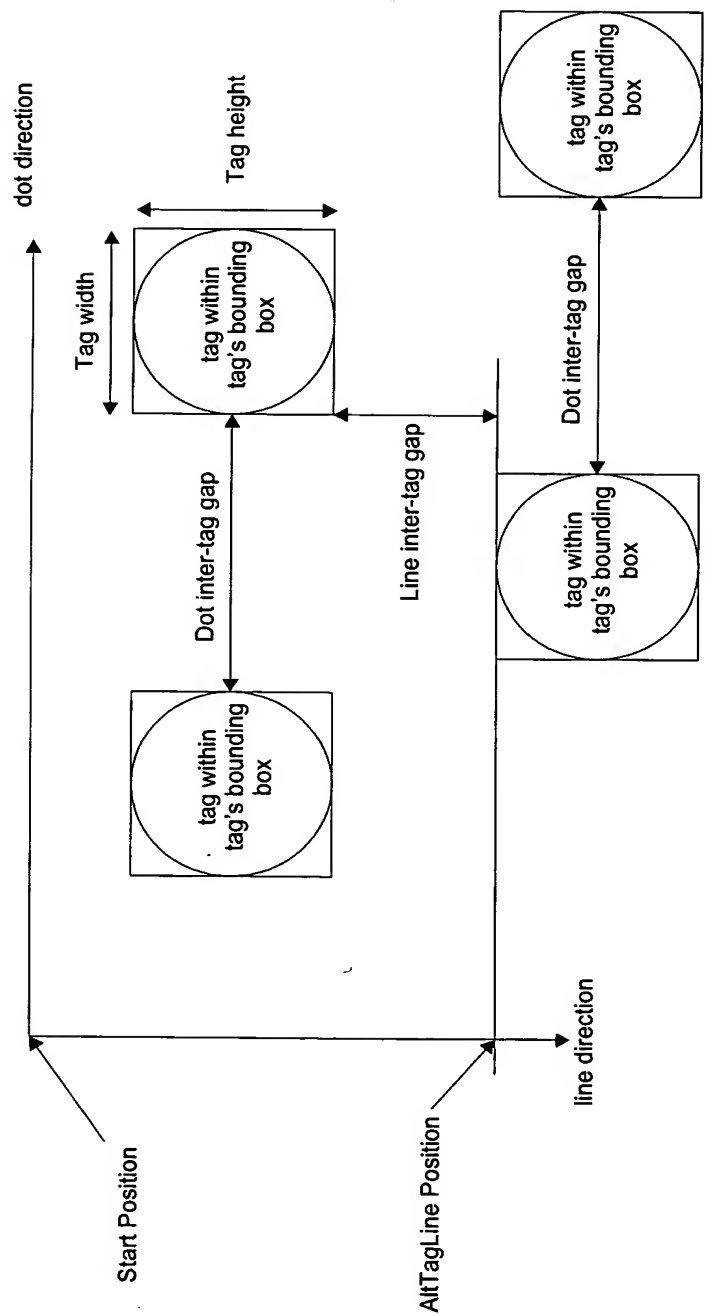 dot direction
Tag width
Tag height
tag within
tag's bounding
box
Dot inter-tag gap
tag within
tag's bounding
box
Line inter-tag gap
Start Position
AltTagLine Position
line direction
tag within
tag's bounding
box
Dot inter-tag gap
tag within
tag's bounding
box